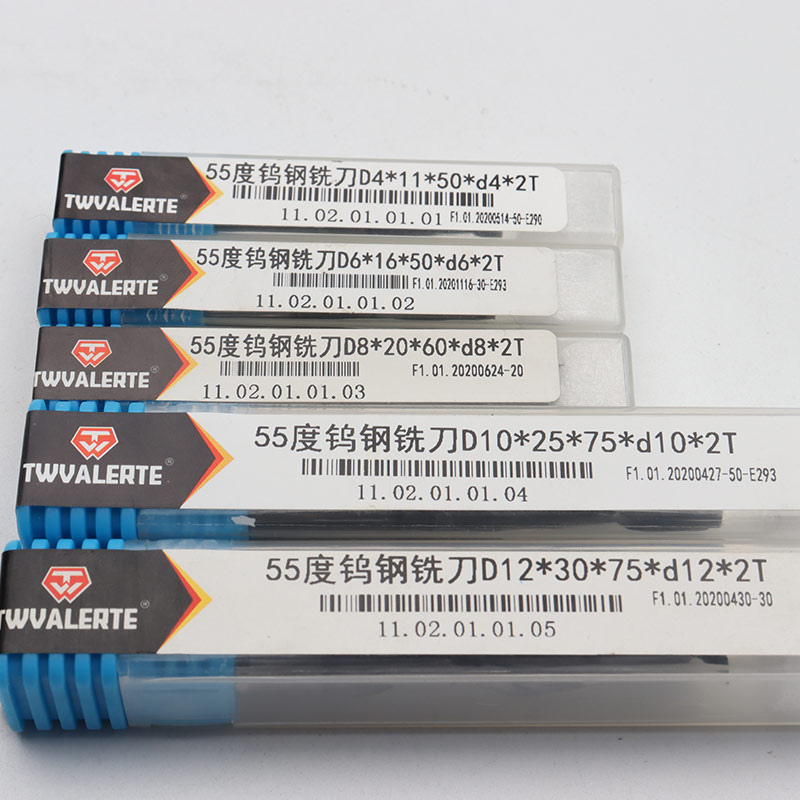 TWVALERTE®
55度钨钢铣刀D4*11*50*d4*2T
11.02.01.01.01 F1.01.20200514-50-E290
TWVALERTE®
55度钨钢铣刀D6*16*50*d6*2T
F1.01.20201116-30-E293
11.02.01.01.02
TWVALERTE®
55度钨钢铣刀D8*20*60*d8*2T
F1.01.20200624-20
11.02.01.01.03
TWVALERTE®
55度钨钢铣刀D10*25*75*d10*2T
F1.01.20200427-50-E293
11.02.01.01.04
TWVALERTE®
55度钨钢铣刀D12*30*75*d12*2T
F1.01.20200430-30
11.02.01.01.05